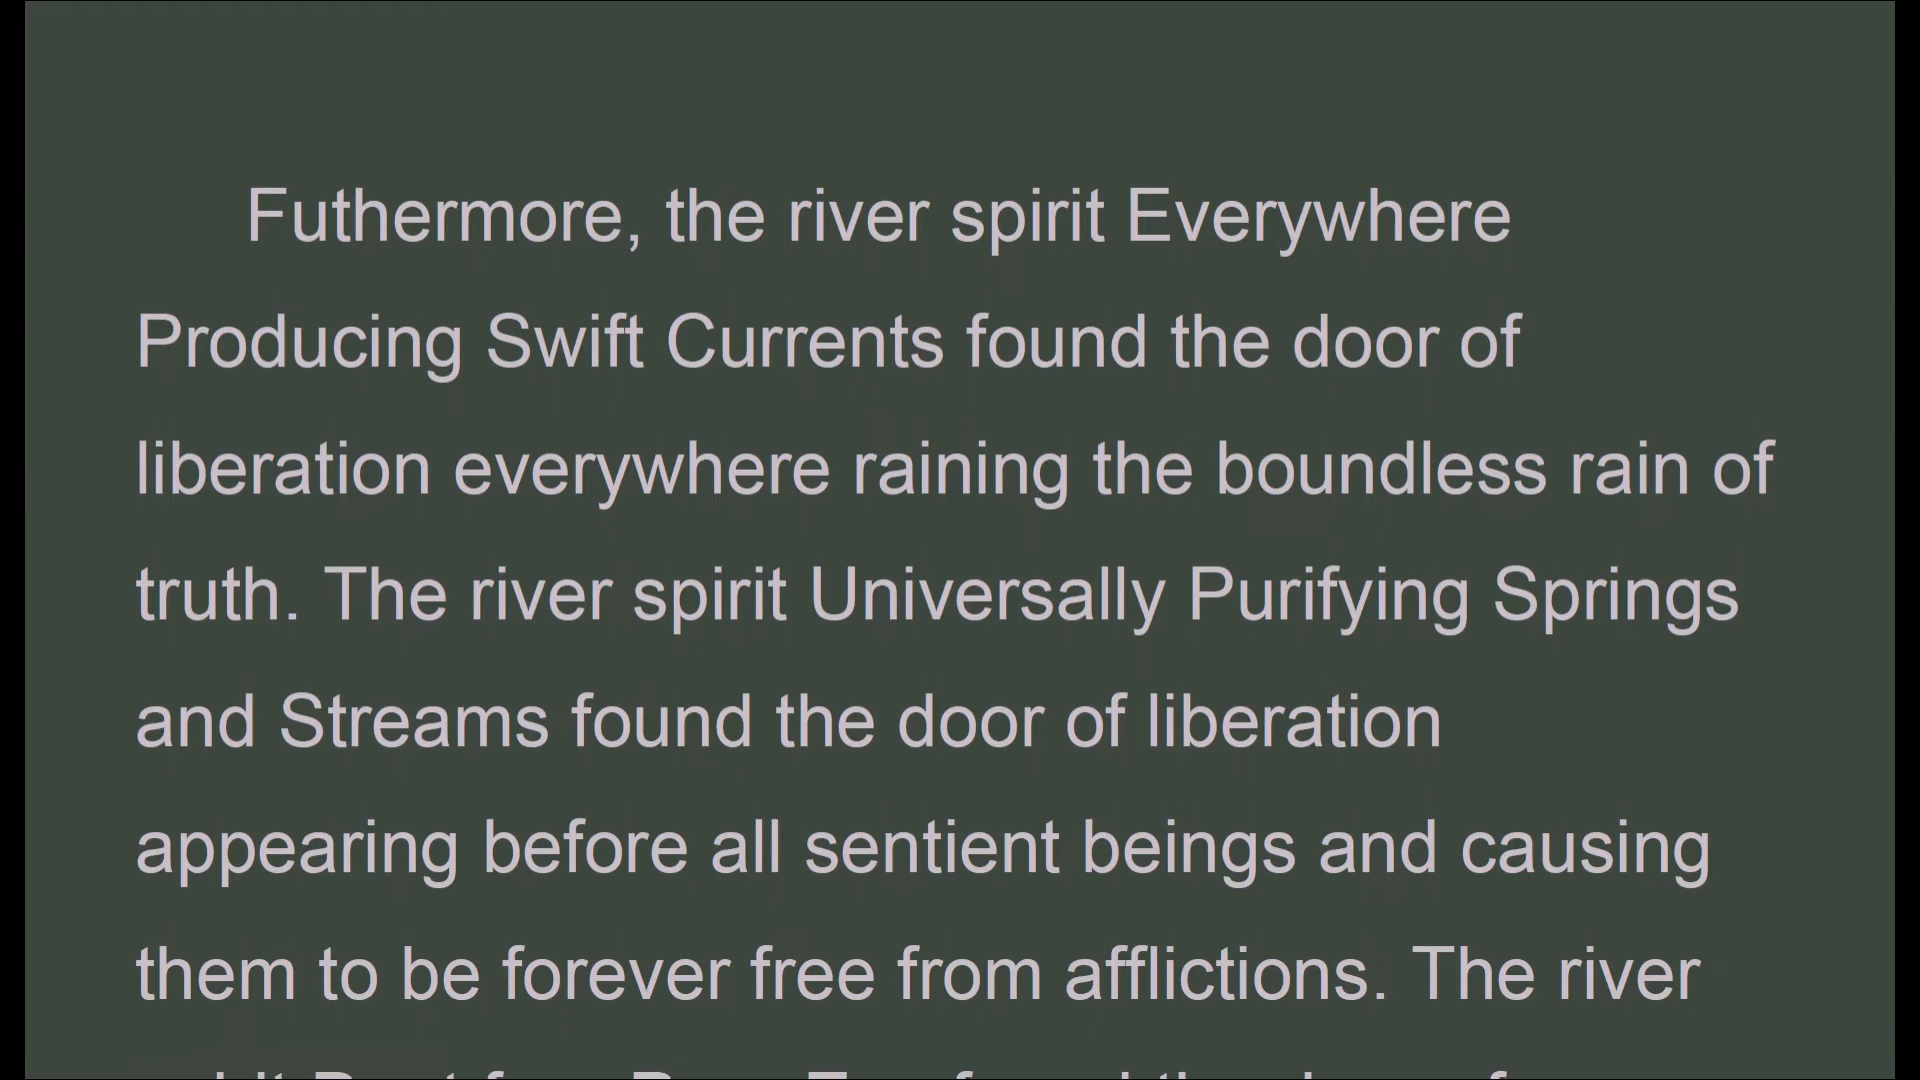 Futhermore, the river spirit Everywhere
Producing Swift Currents found the door of
liberation everywhere raining the boundless rain of
truth. The river spirit Universally Purifying Springs
and Streams found the door of liberation
appearing before all sentient beings and causing
them to be forever free from afflictions. The river